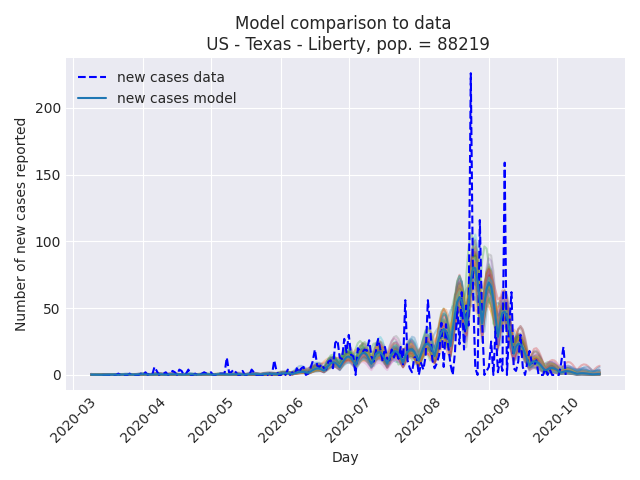 Model comparison to data
US - Texas - Liberty, pop. = 88219
new cases data
new cases model
Number of new cases reported
200
150
100
50
0
2020-03
2020-04
2020-05
2020-06
2020-07
2020-08
2020-09
2020-10
Day